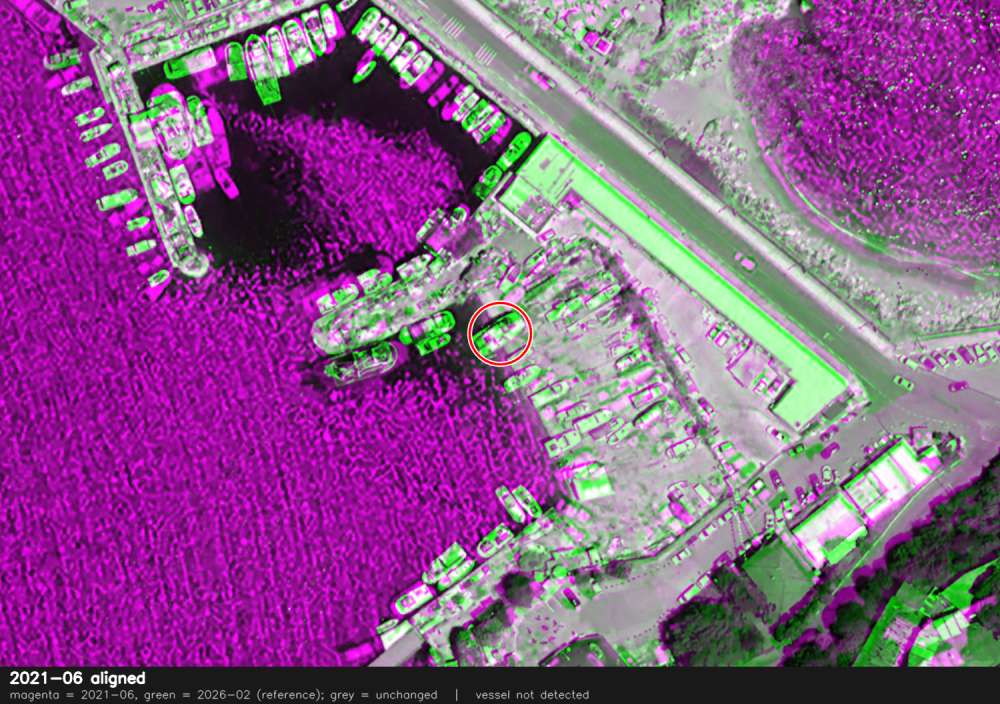 2021-06 aligned
magenta = 2021-06, green = 2026-02 (reference); grey = unchanged | vessel not detected